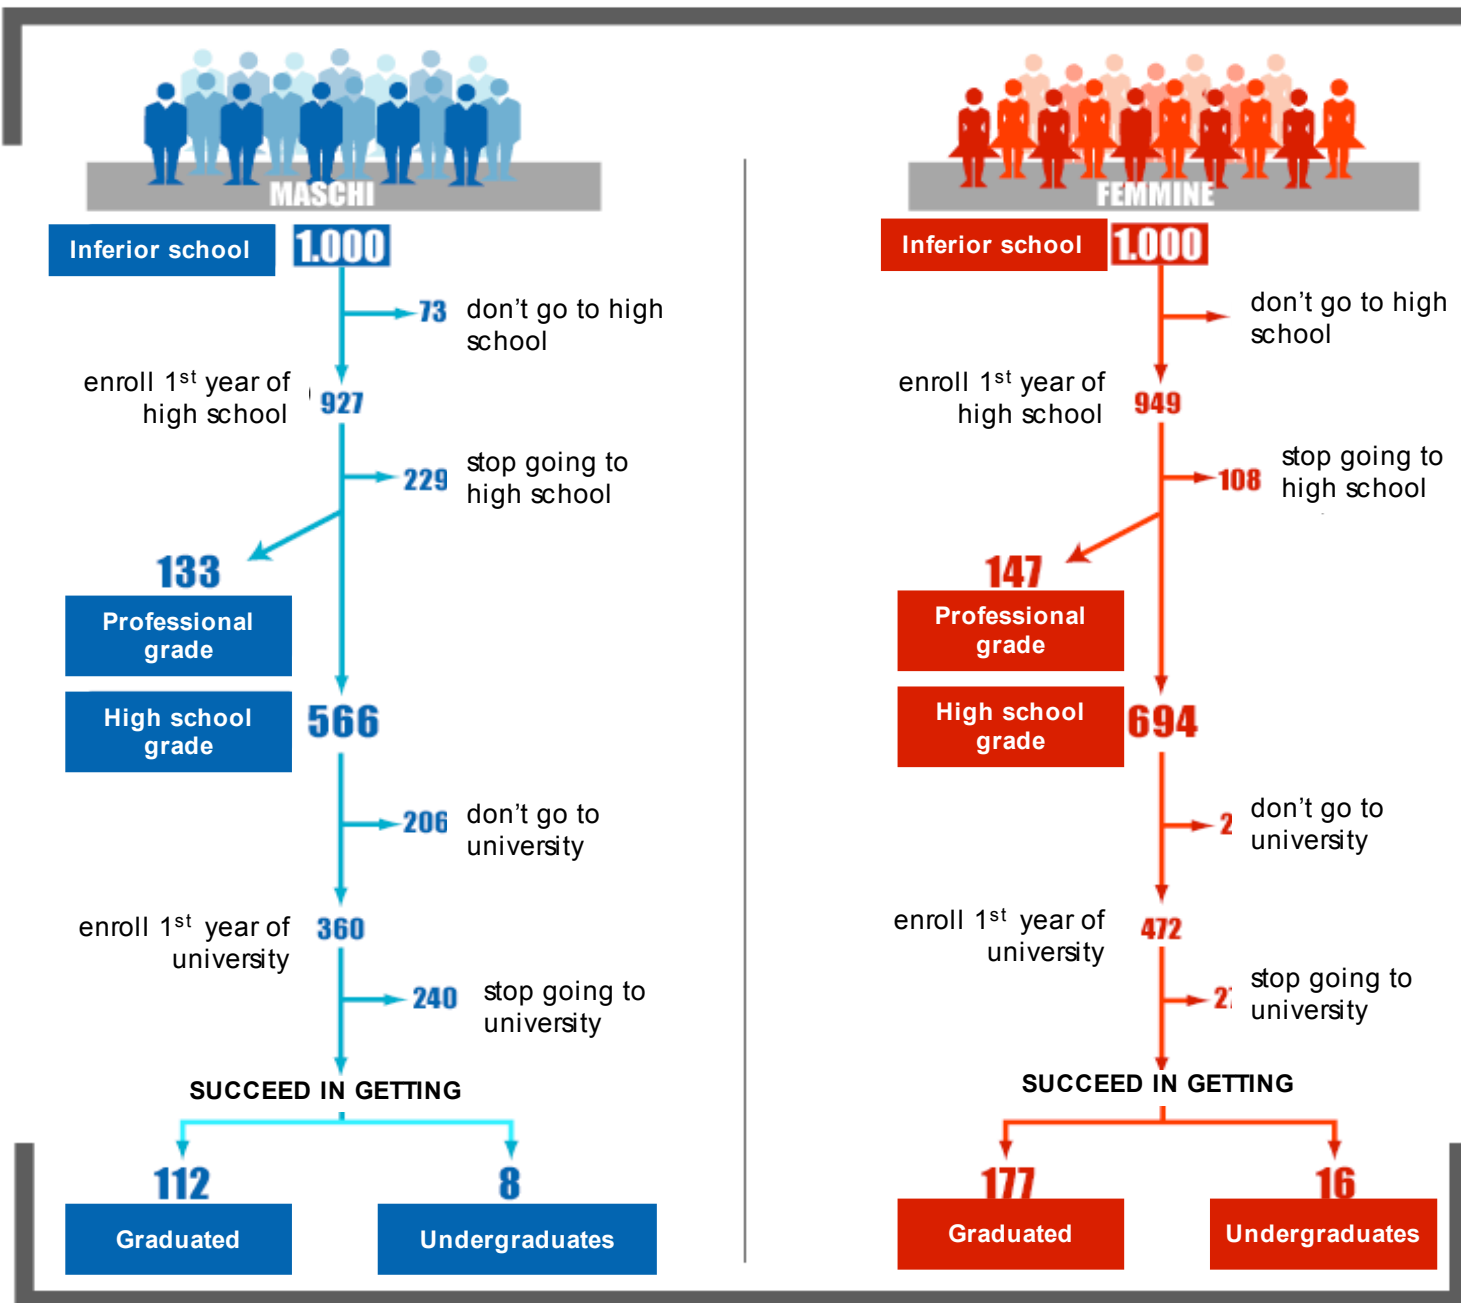 MASCHI
Inferior school
1.000
73
don't go to high
school
enroll 1st year of
high school
927
229
stop going to
high school
133
Professional
grade
High school
grade
566
206
don't go to
university
enroll 1st year of
university
360
240
stop going to
university
SUCCEED IN GETTING
112
8
Graduated
Undergraduates
FEMMINE
Inferior school
1.000
don't go to high
school
enroll 1st year of
high school
949
108
stop going to
high school
147
Professional
grade
High school
grade
694
2
don't go to
university
enroll 1st year of
university
472
stop going to
university
SUCCEED IN GETTING
177
16
Graduated
Undergraduates